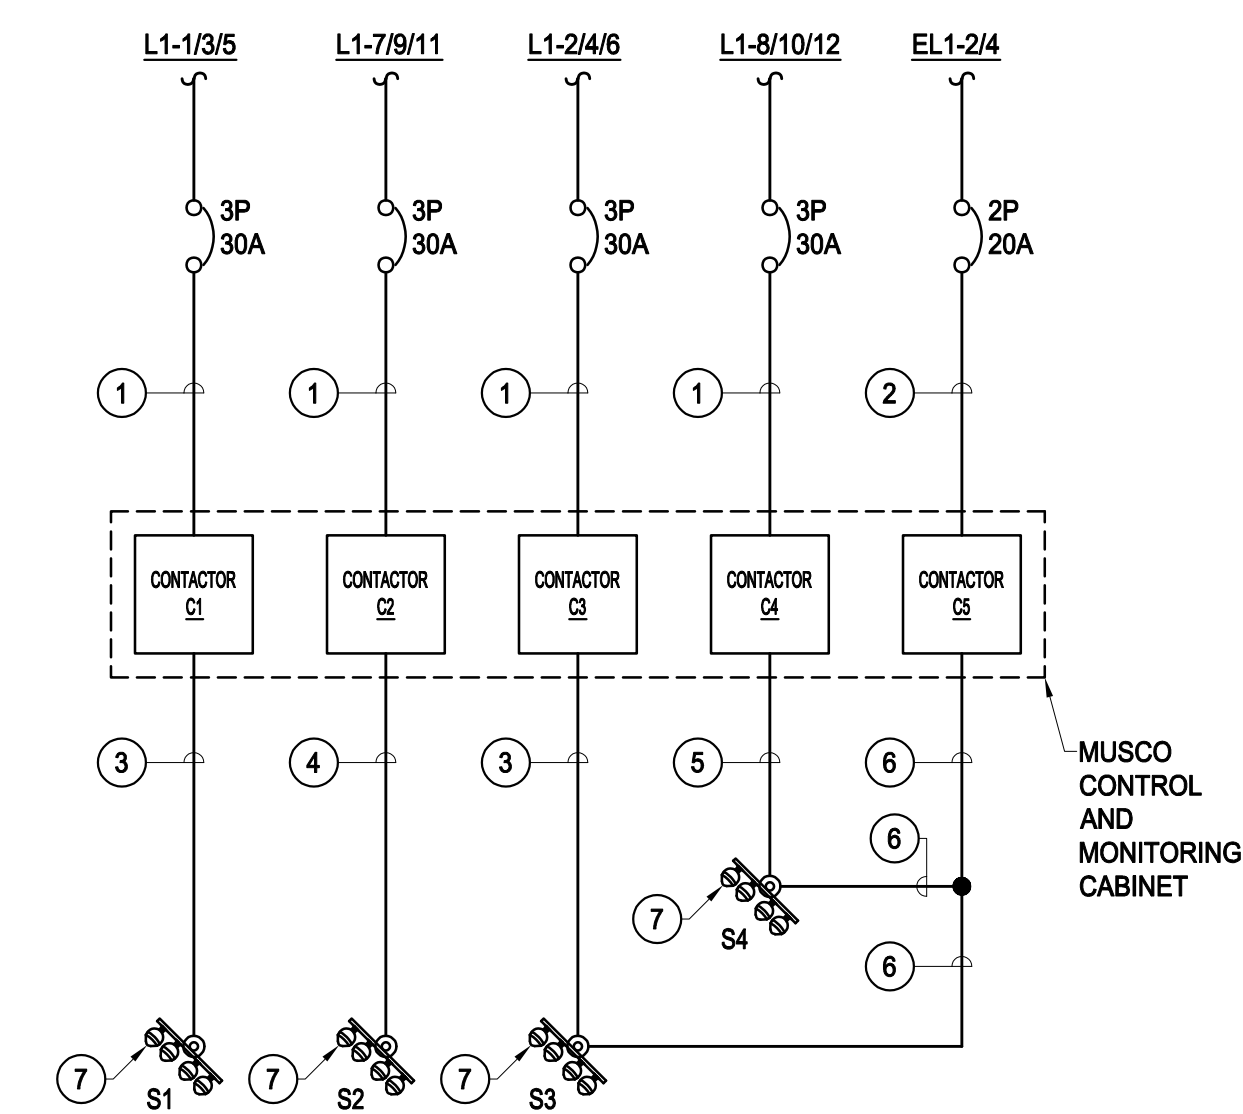 L1-1/3/5
L1-7/9/11
L1-2/4/6
L1-8/10/12
EL1-2/4
3P
30A
3P
30A
3P
30A
3P
30A
2P
20A
1
1
1
1
2
CONTACTOR
C1
CONTACTOR
C2
CONTACTOR
C3
CONTACTOR
C4
CONTACTOR
C5
3
4
3
5
6
MUSCO
CONTROL
AND
MONITORING
CABINET
6
7
S4
6
7
S1
7
S2
7
S3